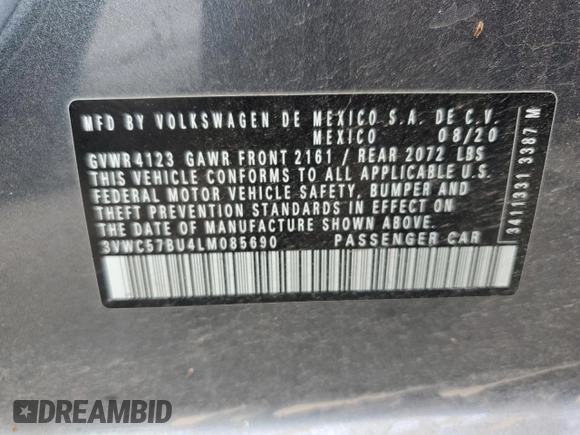 MFD BY VOLKSWAGEN DE MEXICO S.A. DE C.V.
MEXICO 08/20
GVWR4123 GAWR FRONT 2161 / REAR 2072 LBS
THIS VEHICLE CONFORMS TO ALL APPLICABLE U.S.
FEDERAL MOTOR VEHICLE SAFETY, BUMPER AND
THEFT PREVENTION STANDARDS IN EFFECT ON
THE DATE OF MANUFACTURE SHOWN ABOVE.
3VWC57BU4LM085690 PASSENGER CAR
3411331 3387 M
DREAMBID